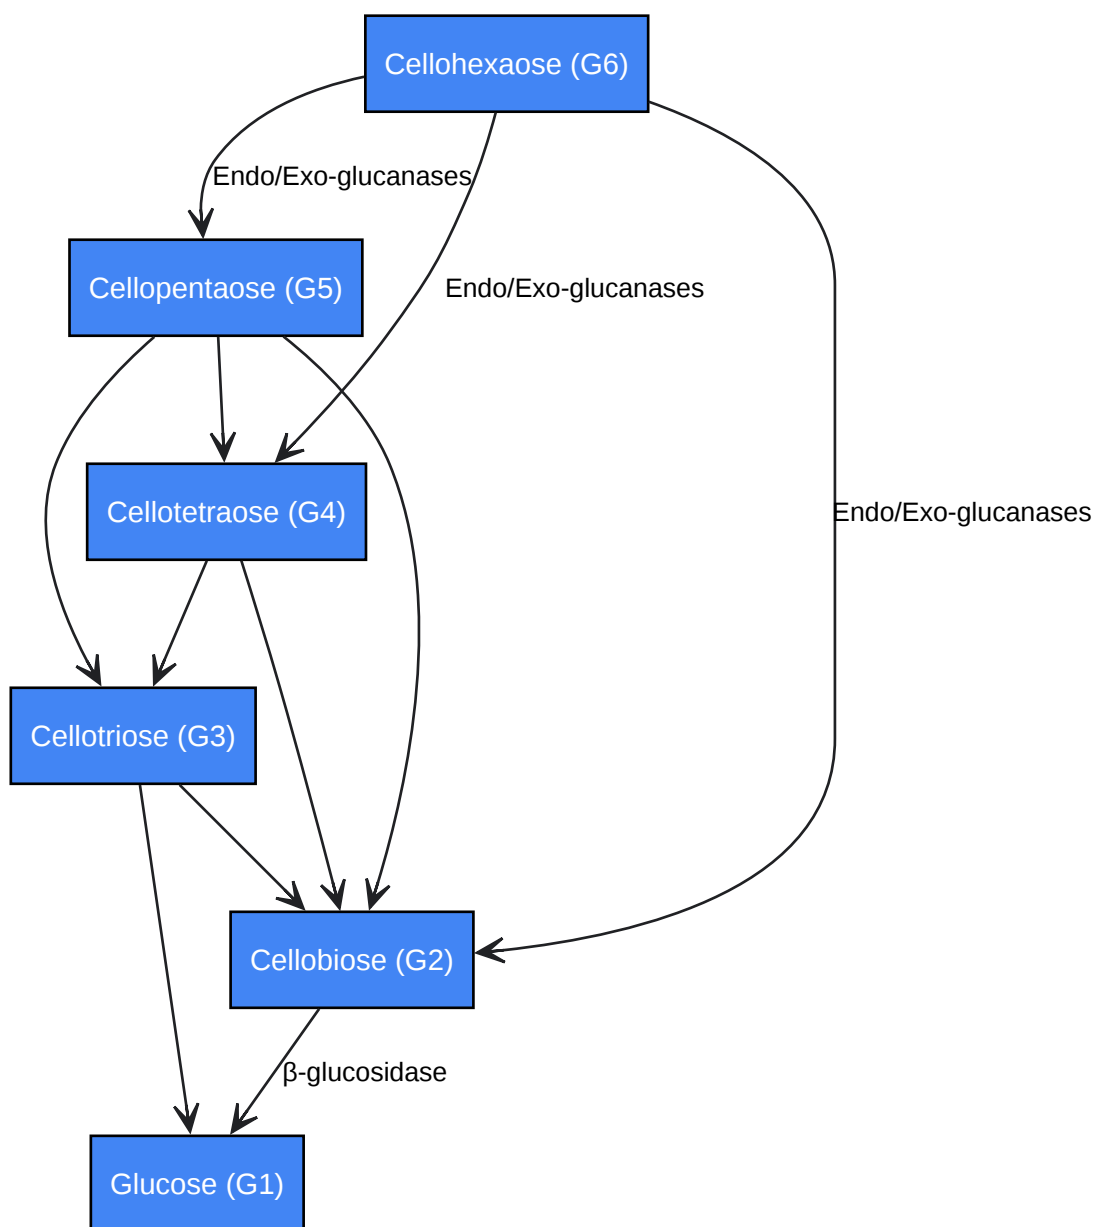 Cellohexaose (G6)
Endo/Exo-glucanases
Cellopentaose (G5)
Endo/Exo-glucanases
Cellotetraose (G4)
Endo/Exo-glucanases
Cellotriose (G3)
Cellobiose (G2)
β-glucosidase
Glucose (G1)